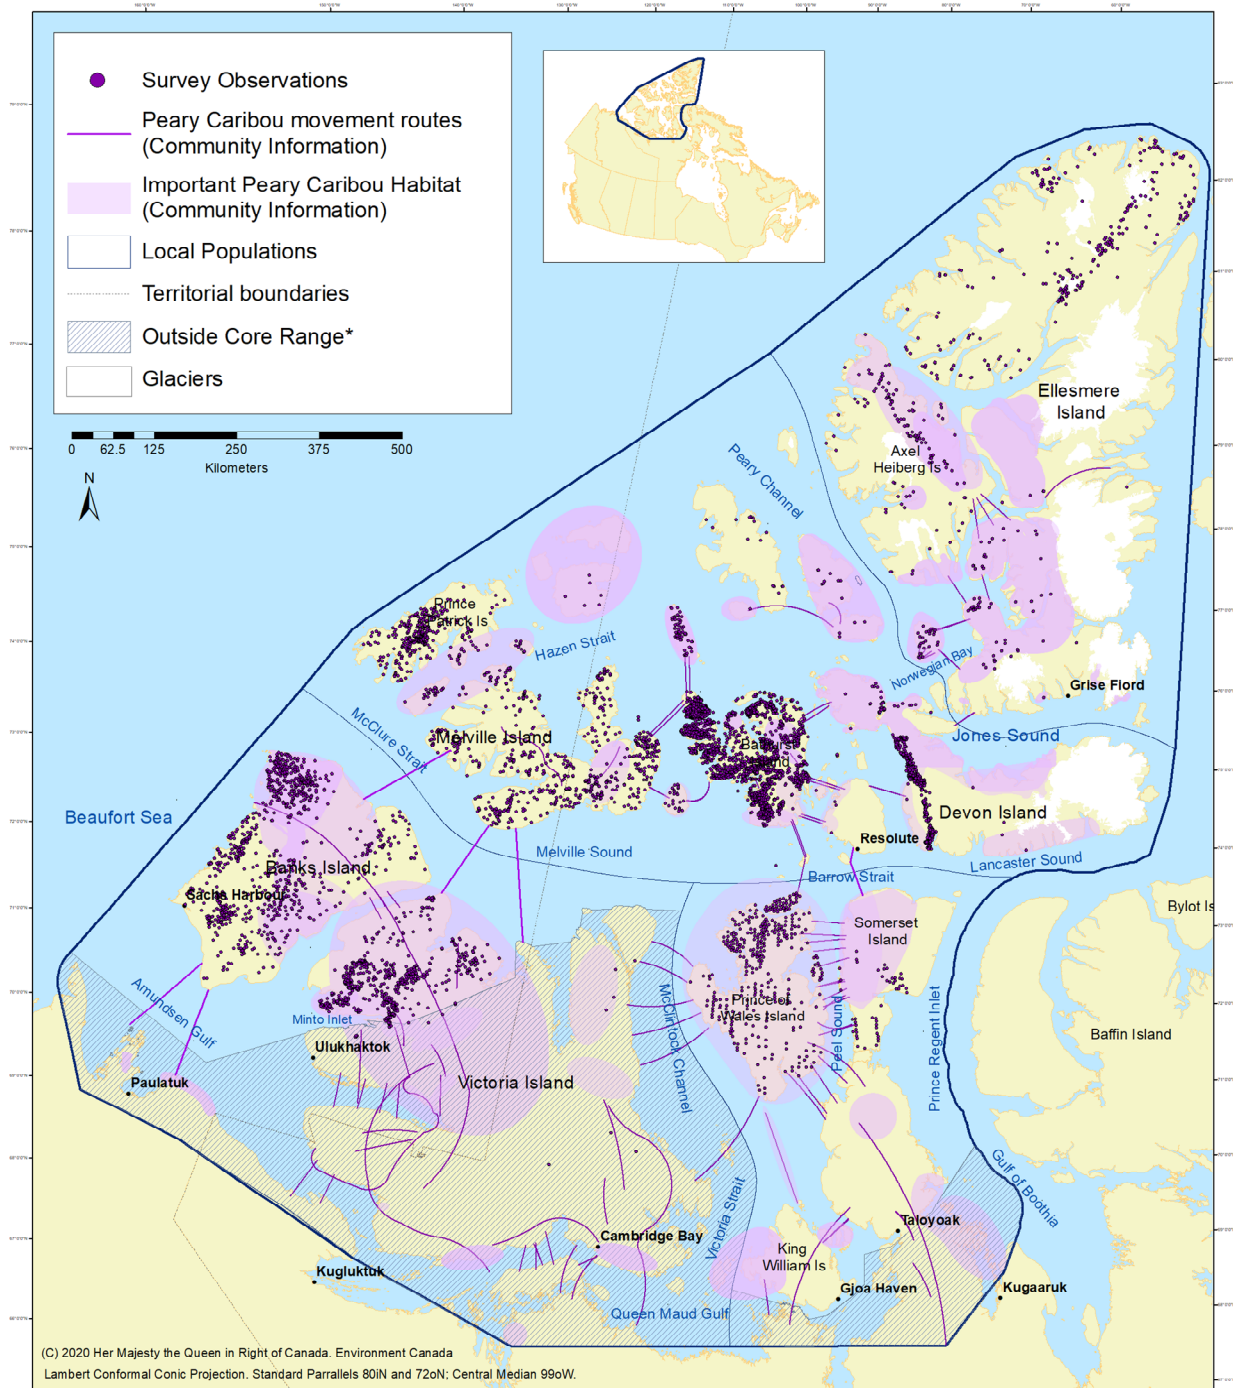 Survey Observations
Peary Caribou movement routes
(Community Information)
Important Peary Caribou Habitat
(Community Information)
Local Populations
Territorial boundaries
Outside Core Range*
Glaciers
0 62.5 125 250 375 500
Kilometers
N
Ellesmere
Island
Axel
Heiberg Is
Peary Channel
Prince
Patrick Is
Hazen Strait
Norwegian Bay
Grise Fiord
McClure Strait
Melville Island
Bathurst
Island
Jones Sound
Beaufort Sea
Devon Island
Resolute
Melville Sound
Lancaster Sound
Banks Island
Barrow Strait
Sachs Harbour
Bylot Is
Somerset
Island
Amundsen Gulf
Prince of
Wales Island
McClintock Channel
Peel Sound
Prince Regent Inlet
Minto Inlet
Baffin Island
Ulukhaktok
Paulatuk
Victoria Island
Gulf of Boothia
Victoria Strait
Taloyoak
Cambridge Bay
King
William Is
Kugluktuk
Gjoa Haven
Kugaaruk
Queen Maud Gulf
(C) 2020 Her Majesty the Queen in Right of Canada. Environment Canada
Lambert Conformal Conic Projection. Standard Parrallels 80iN and 72oN; Central Median 99oW.